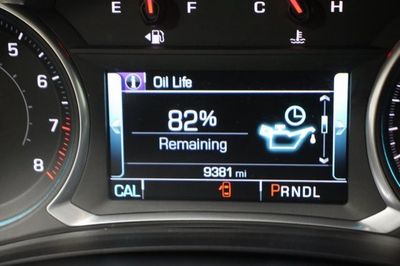 E F C H
i Oil Life
5
6
7
8
82%
Remaining
9381 mi
CAL PRNDL